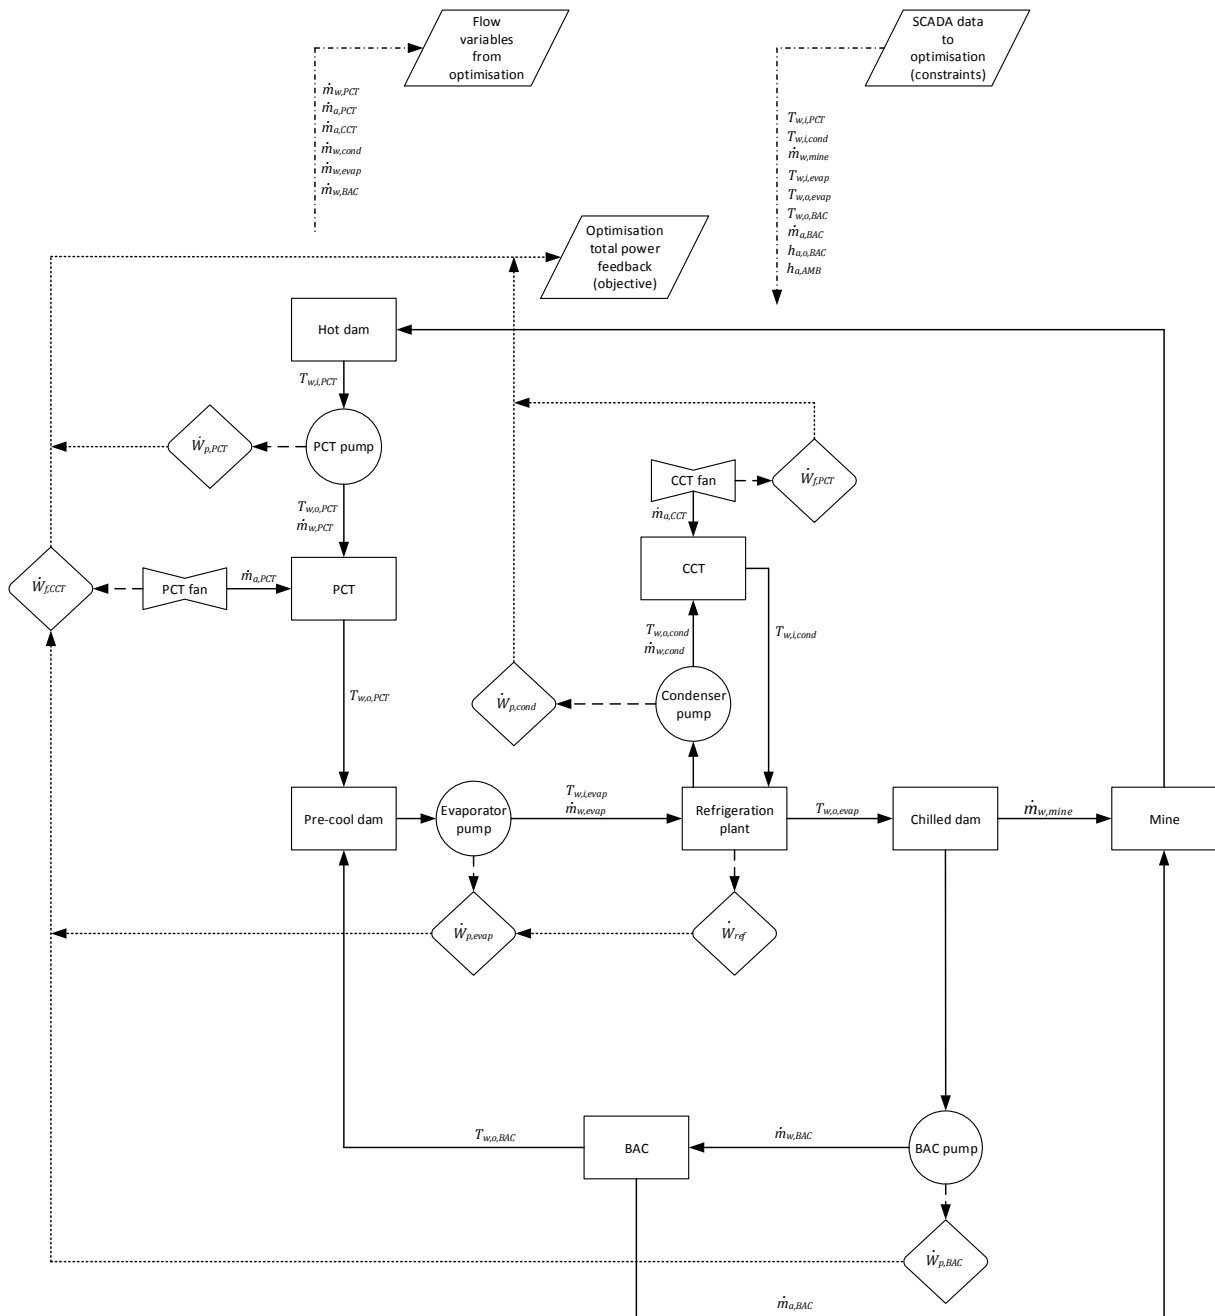 Flow
variables
from
optimisation
SCADA data
to
optimisation
(constraints)
ṁw,PCT
ṁa,PCT
ṁa,CCT
ṁw,cond
ṁw,evap
ṁw,BAC
Tw,i,PCT
Tw,i,cond
ṁw,mine
Tw,i,evap
Tw,o,evap
Tw,o,BAC
ṁa,BAC
ha,o,BAC
ha,AMB
Optimisation
total power
feedback
(objective)
Hot dam
Tw,i,PCT
Ẇp,PCT
PCT pump
CCT fan
Ẇf,PCT
ṁa,CCT
Tw,o,PCT
ṁw,PCT
Ẇf,CCT
PCT fan
ṁa,PCT
PCT
CCT
Tw,o,cond
ṁw,cond
Tw,i,cond
Tw,o,PCT
Ẇp,cond
Condenser
pump
Pre-cool dam
Evaporator
pump
Tw,i,evap
ṁw,evap
Refrigeration
plant
Tw,o,evap
Chilled dam
ṁw,mine
Mine
Ẇp,evap
Ẇref
Tw,o,BAC
BAC
ṁw,BAC
BAC pump
Ẇp,BAC
ṁa,BAC